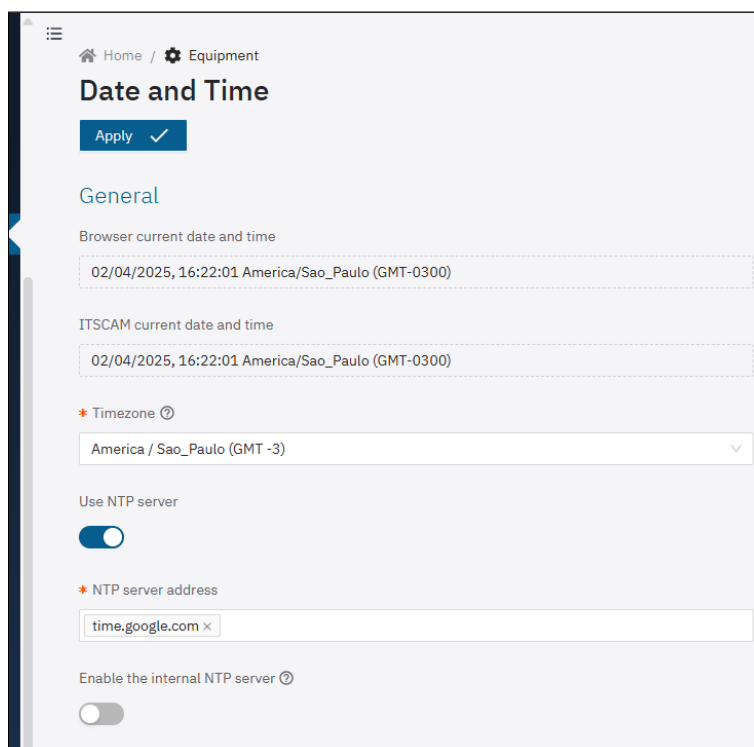 Home / Equipment
Date and Time
Apply
General
Browser current date and time
02/04/2025, 16:22:01 America/Sao_Paulo (GMT-0300)
ITSCAM current date and time
02/04/2025, 16:22:01 America/Sao_Paulo (GMT-0300)
* Timezone
America / Sao_Paulo (GMT -3)
Use NTP server
* NTP server address
time.google.com ×
Enable the internal NTP server